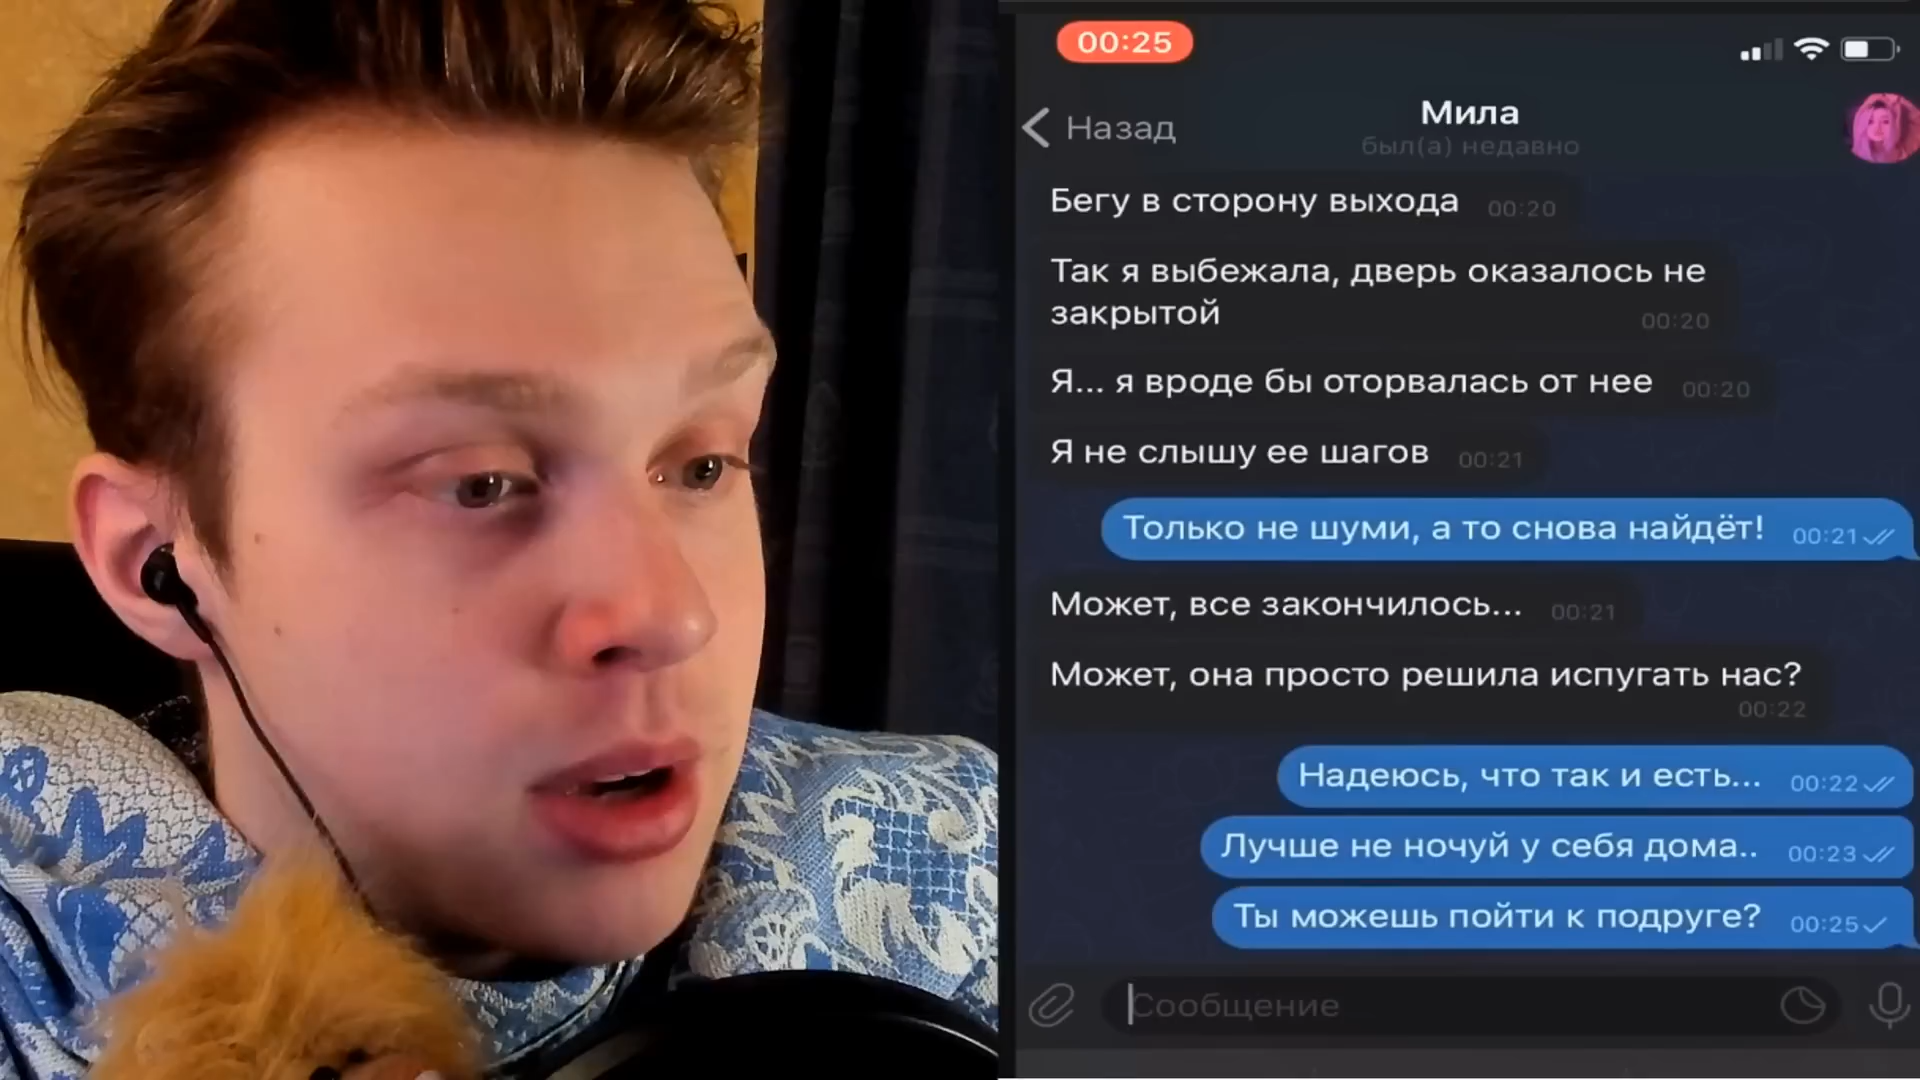 00:25
Назад
Мила
был(а) недавно
Бегу в сторону выхода 00:20
Так я выбежала, дверь оказалось не
закрытой 00:20
Я... я вроде бы оторвалась от нее 00:20
Я не слышу ее шагов 00:21
Только не шуми, а то снова найдёт! 00:21
Может, все закончилось... 00:21
Может, она просто решила испугать нас?
00:22
Надеюсь, что так и есть... 00:22
Лучше не ночуй у себя дома.. 00:23
Ты можешь пойти к подруге? 00:25
Сообщение